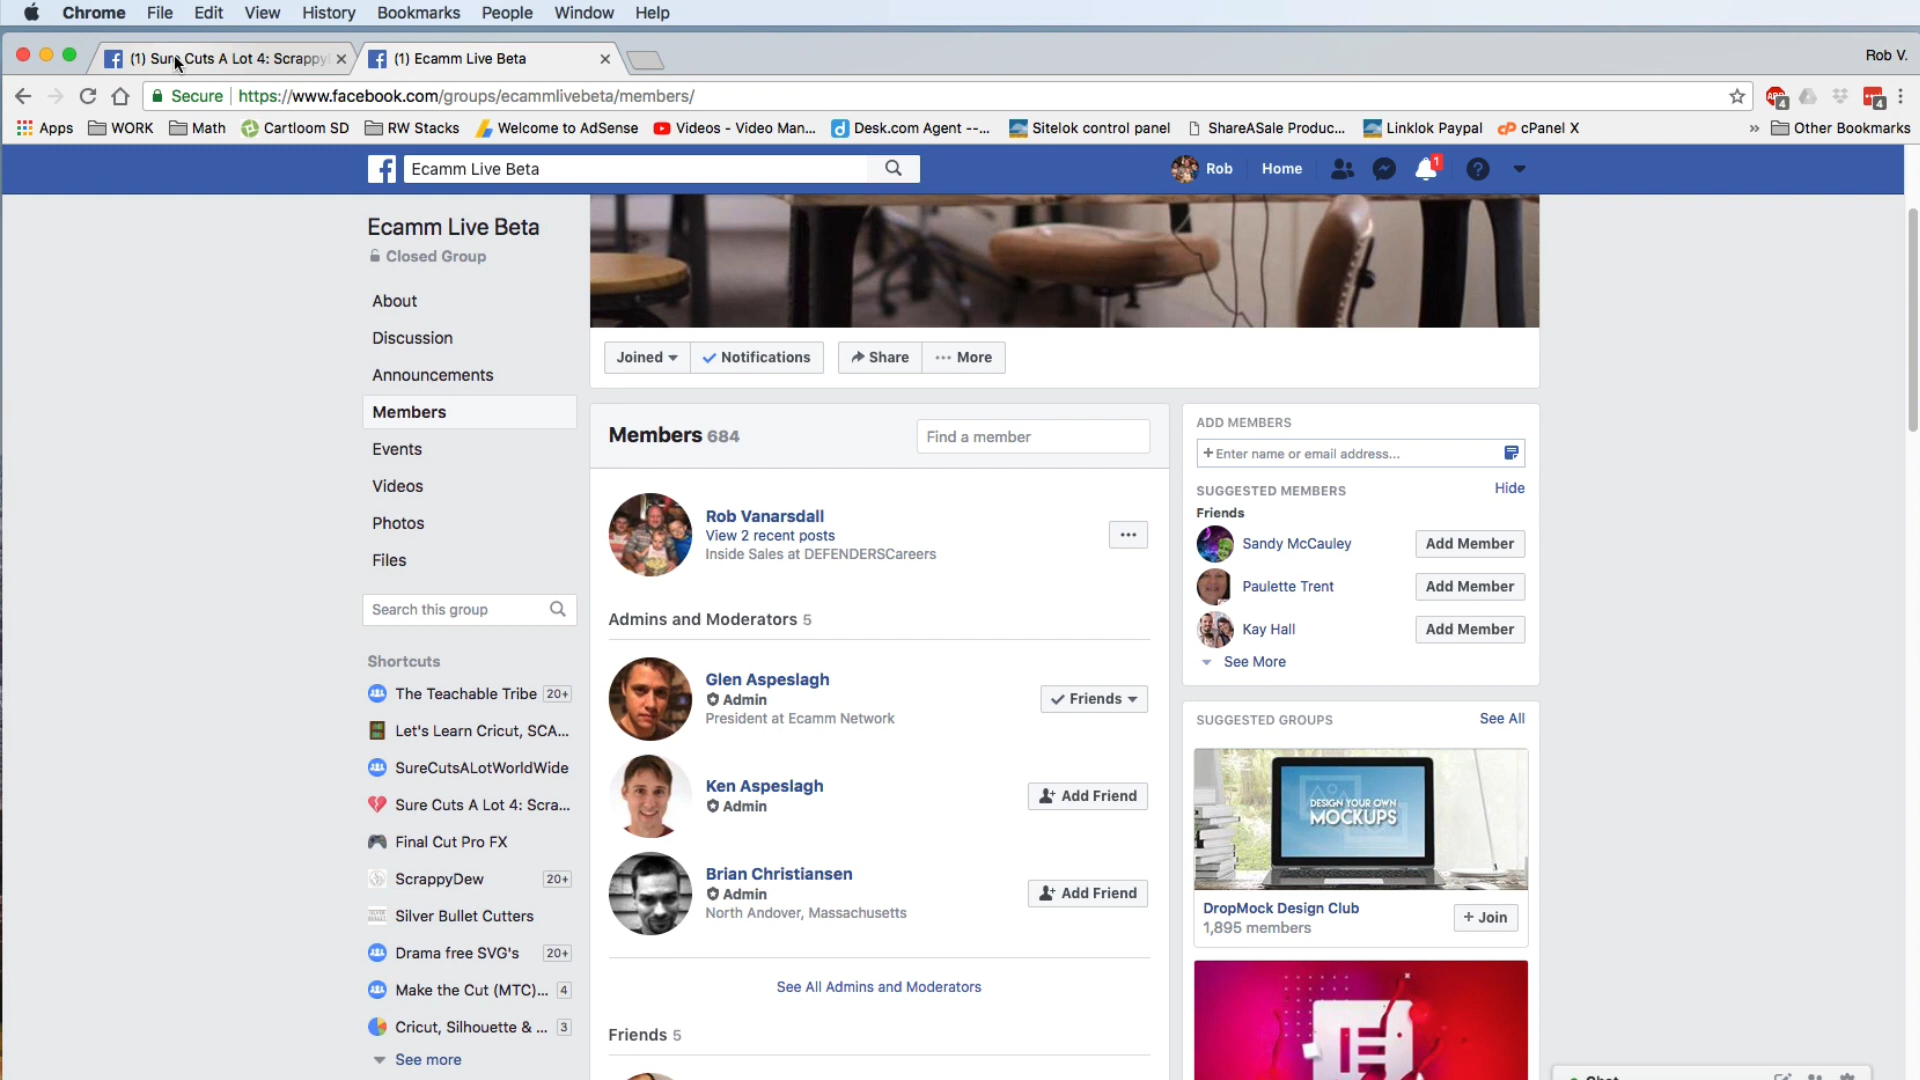 Chrome File Edit View History Bookmarks People Window Help
(1) Sure Cuts A Lot 4: Scrappy
(1) Ecamm Live Beta
Rob V.
Secure https://www.facebook.com/groups/ecammlivebeta/members/
4
4
Apps WORK Math Cartloom SD RW Stacks Welcome to AdSense Videos - Video Man... Desk.com Agent --... Sitelok control panel ShareASale Produc... Linklok Paypal cPanel X » Other Bookmarks
Ecamm Live Beta
Rob Home 1
Ecamm Live Beta
Closed Group
About
Discussion
Announcements
Members
Events
Videos
Photos
Files
Search this group
Shortcuts
The Teachable Tribe 20+
Let's Learn Cricut, SCA...
SureCutsALotWorldWide
Sure Cuts A Lot 4: Scra...
Final Cut Pro FX
ScrappyDew 20+
Silver Bullet Cutters
Drama free SVG's 20+
Make the Cut (MTC)... 4
Cricut, Silhouette & ... 3
See more
Joined Notifications Share More
Members 684
Find a member
Rob Vanarsdall
View 2 recent posts
Inside Sales at DEFENDERSCareers
Admins and Moderators 5
Glen Aspeslagh
Admin
President at Ecamm Network
Friends
Ken Aspeslagh
Admin
Add Friend
Brian Christiansen
Admin
North Andover, Massachusetts
Add Friend
See All Admins and Moderators
Friends 5
ADD MEMBERS
+ Enter name or email address...
SUGGESTED MEMBERS Hide
Friends
Sandy McCauley Add Member
Paulette Trent Add Member
Kay Hall Add Member
See More
SUGGESTED GROUPS See All
DESIGN YOUR OWN
MOCKUPS
DropMock Design Club
1,895 members
+ Join
Chat